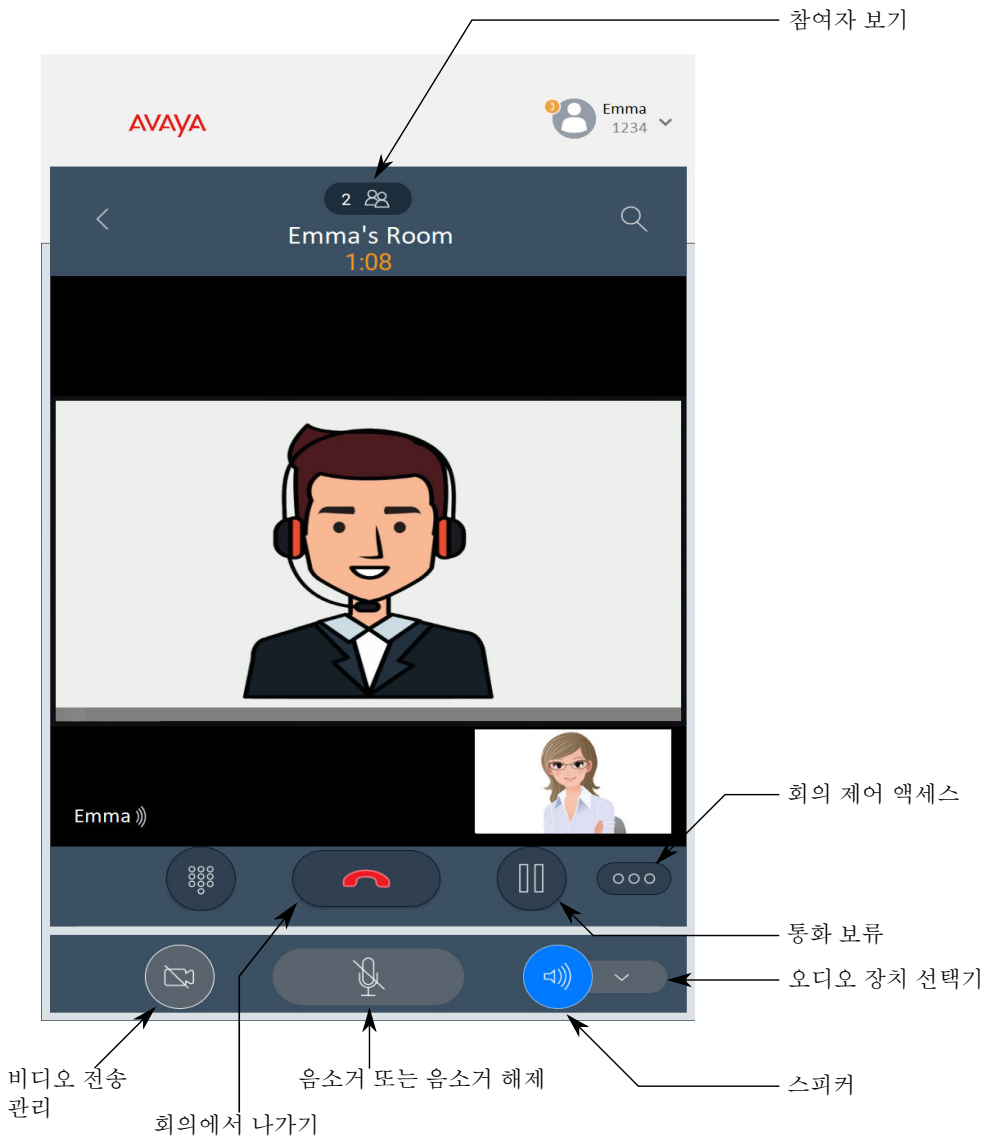 참여자 보기
AVAYA
Emma
1234
2
Emma's Room
1:08
Emma
회의 제어 액세스
통화 보류
오디오 장치 선택기
비디오 전송
관리
음소거 또는 음소거 해제
스피커
회의에서 나가기